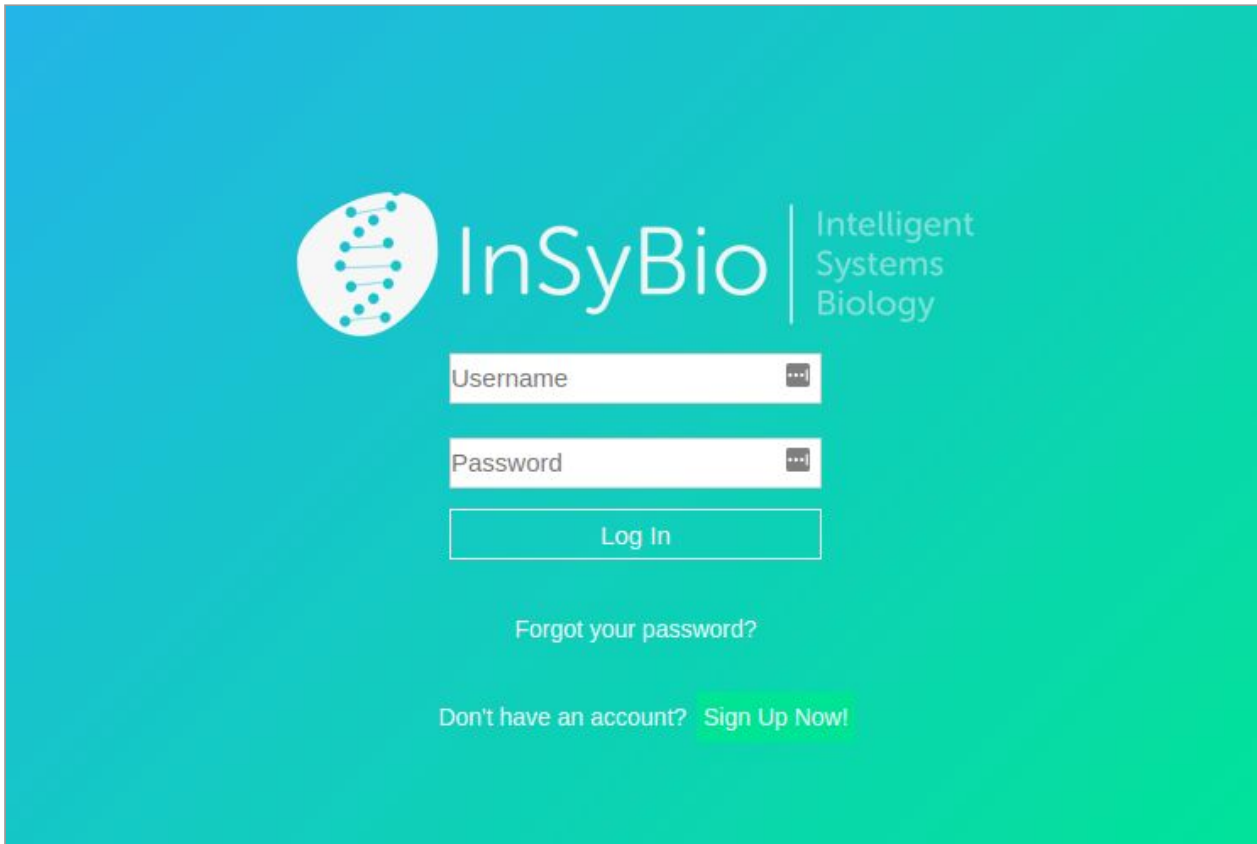 InSyBio
Intelligent
Systems
Biology
Username
Password
Log In
Forgot your password?
Don't have an account? Sign Up Now!